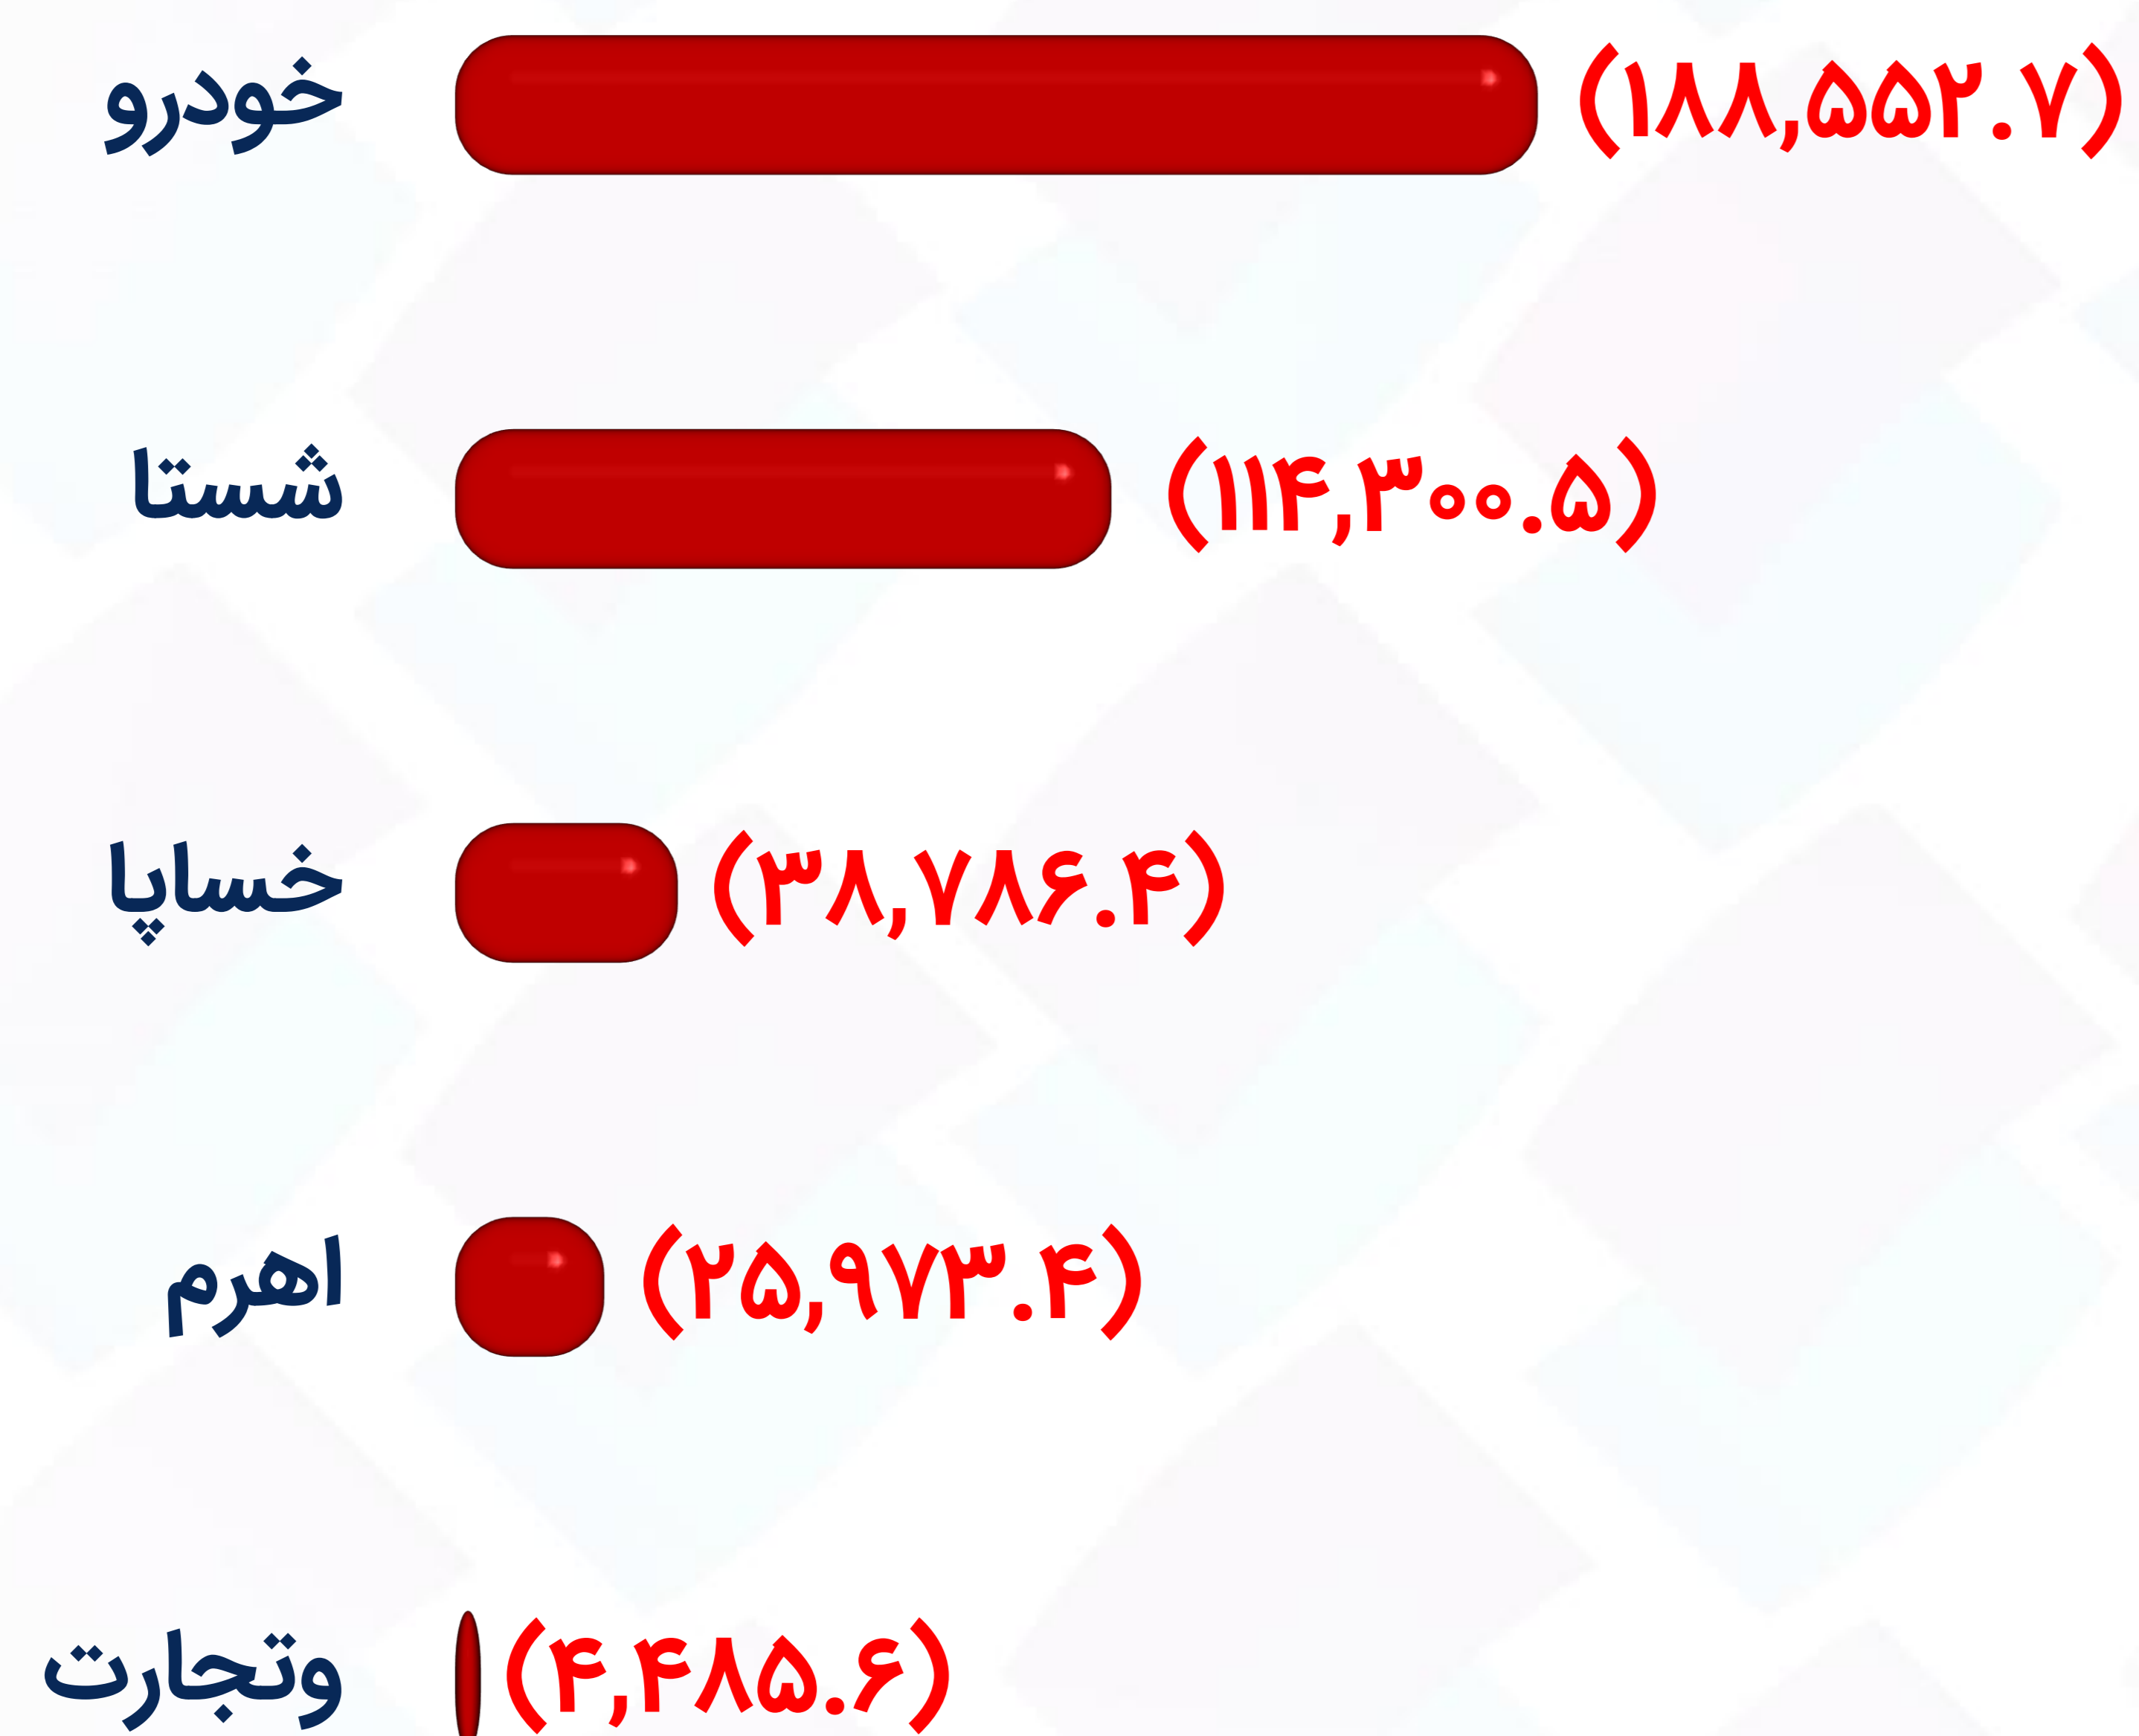 خودرو (۱۸۸,۵۵۲.۷)
شستا (۱۱۴,۳۰۰.۵)
خساپا (۳۸,۷۸۶.۴)
اهرم (۲۵,۹۷۳.۴)
وتجارت (۴,۴۸۵.۶)